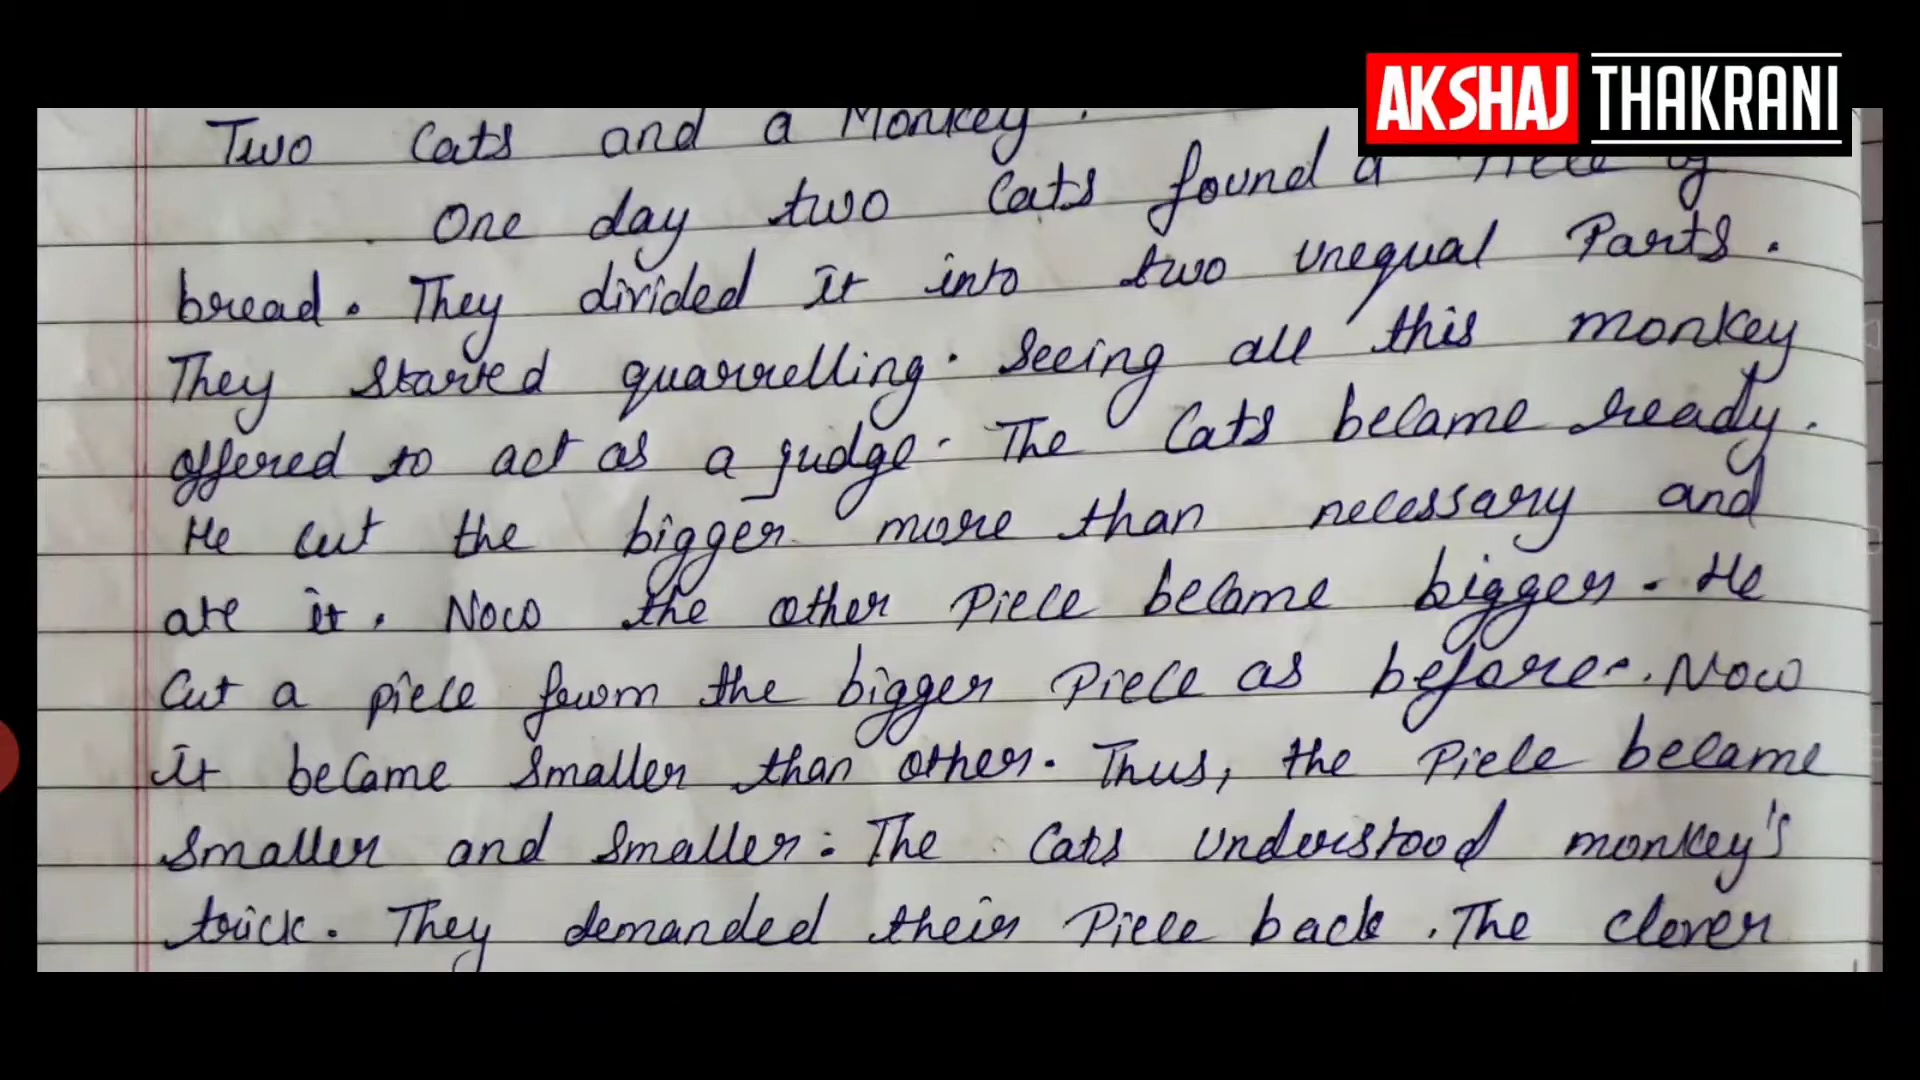 AKSHAJ THAKRANI
Two Cats and a Monkey.
One day two Cats found a Piece of
bread. They divided it into two unequal Parts.
They started quarrelling. Seeing all this monkey
offered to act as a judge. The Cats became ready.
He cut the bigger more than necessary and
ate it. Now the other Piece became bigger. He
Cut a piece from the bigger Piece as before. Now
it became smaller than other. Thus, the Piece became
smaller and smaller. The Cats understood monkey's
trick. They demanded their Piece back. The clever